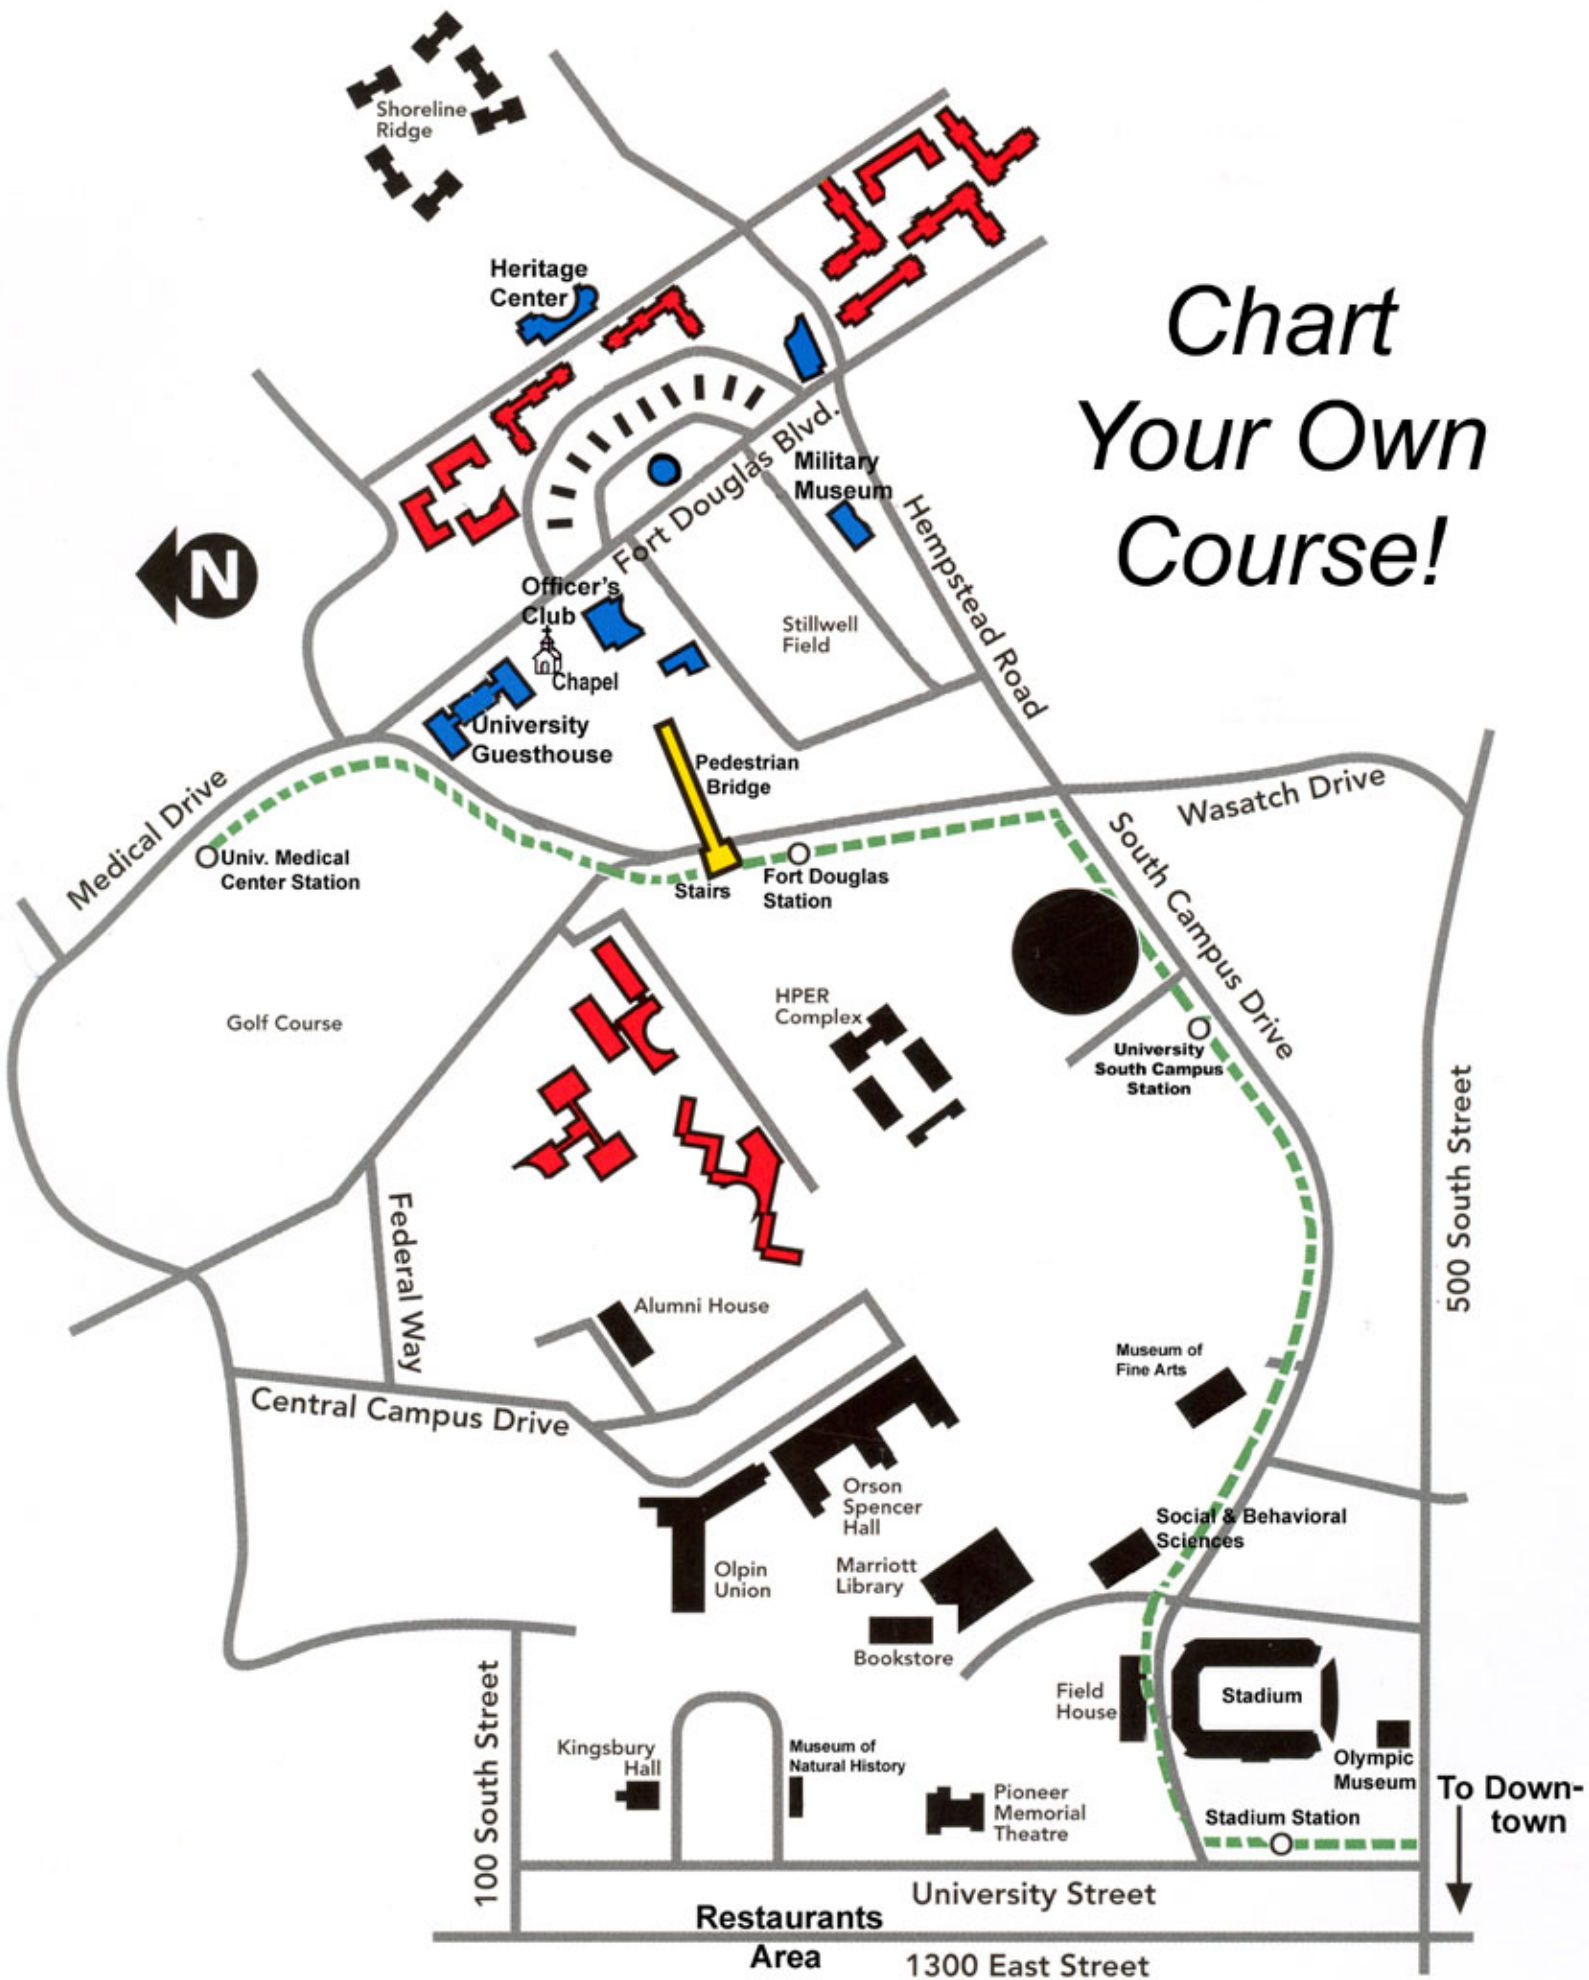 Shoreline
Ridge
Heritage
Center
Chart
Your Own
Course!
Fort Douglas Blvd.
Military
Museum
Hempstead Road
N
Officer's
Club
Stillwell
Field
Chapel
University
Guesthouse
Pedestrian
Bridge
Medical Drive
Wasatch Drive
South Campus Drive
Univ. Medical
Center Station
Stairs
Fort Douglas
Station
Golf Course
HPER
Complex
University
South Campus
Station
500 South Street
Federal Way
Alumni House
Museum of
Fine Arts
Central Campus Drive
Orson
Spencer
Hall
Social & Behavioral
Sciences
Olpin
Union
Marriott
Library
Bookstore
Field
House
Stadium
100 South Street
Kingsbury
Hall
Museum of
Natural History
Olympic
Museum
Pioneer
Memorial
Theatre
Stadium Station
To Down-
town
University Street
Restaurants
Area
1300 East Street